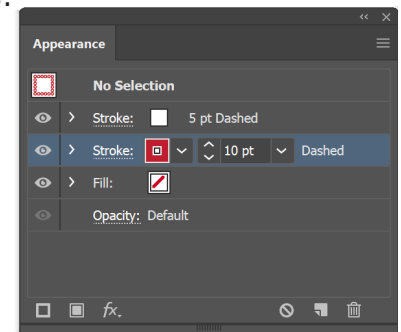 Appearance
No Selection
Stroke: 5 pt Dashed
Stroke: 10 pt Dashed
Fill:
Opacity: Default
fx.